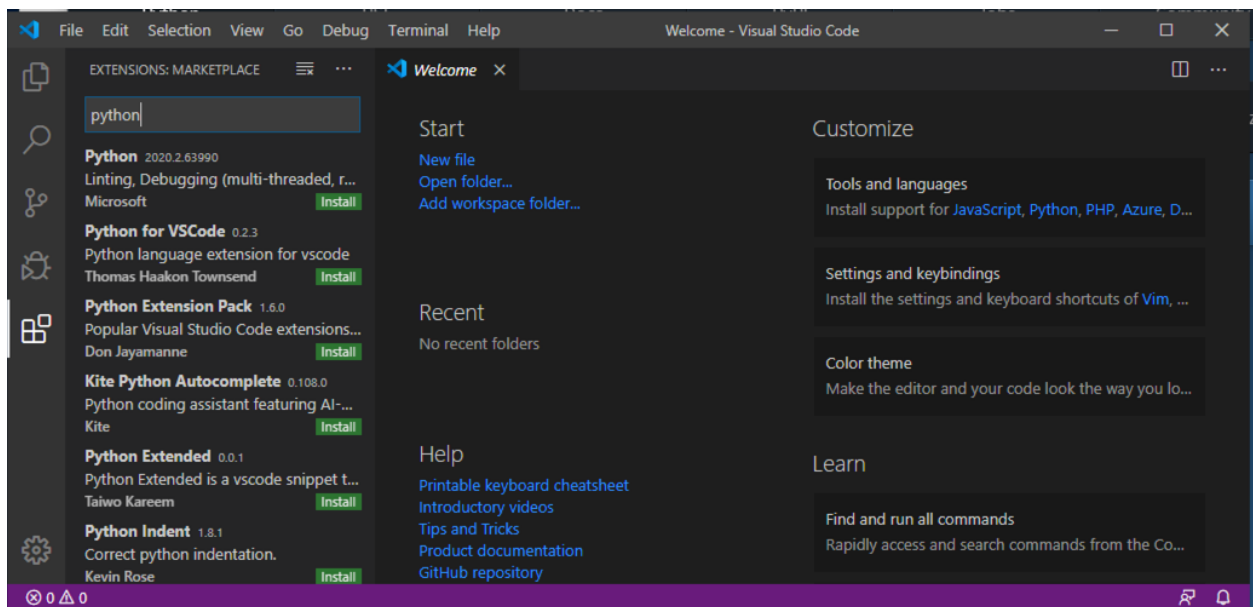 File Edit Selection View Go Debug Terminal Help Welcome - Visual Studio Code
EXTENSIONS: MARKETPLACE
python
Python 2020.2.63990
Linting, Debugging (multi-threaded, r...
Microsoft Install
Python for VSCode 0.2.3
Python language extension for vscode
Thomas Haakon Townsend Install
Python Extension Pack 1.6.0
Popular Visual Studio Code extensions...
Don Jayamanne Install
Kite Python Autocomplete 0.108.0
Python coding assistant featuring AI-...
Kite Install
Python Extended 0.0.1
Python Extended is a vscode snippet t...
Taiwo Kareem Install
Python Indent 1.8.1
Correct python indentation.
Kevin Rose Install
Welcome
Start
New file
Open folder...
Add workspace folder...
Recent
No recent folders
Help
Printable keyboard cheatsheet
Introductory videos
Tips and Tricks
Product documentation
GitHub repository
Customize
Tools and languages
Install support for JavaScript, Python, PHP, Azure, D...
Settings and keybindings
Install the settings and keyboard shortcuts of Vim, ...
Color theme
Make the editor and your code look the way you lo...
Learn
Find and run all commands
Rapidly access and search commands from the Co...
0 0